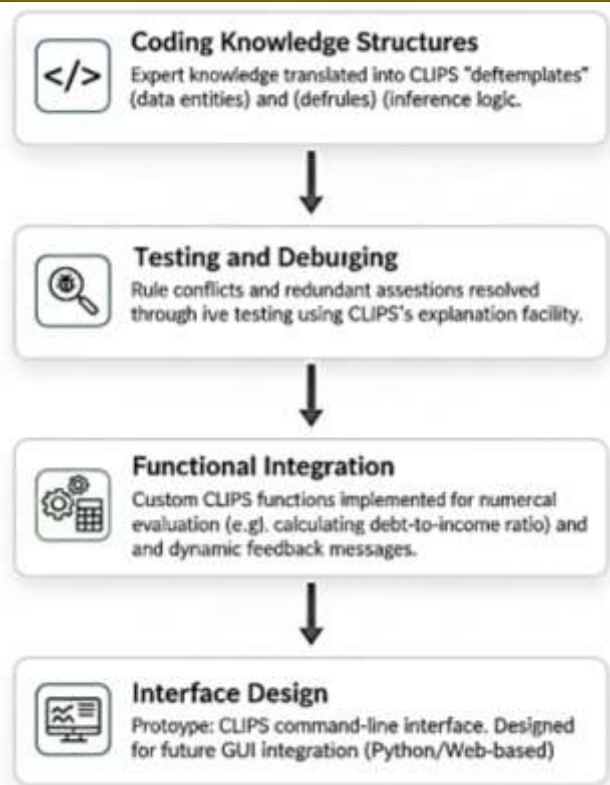 </>
Coding Knowledge Structures
Expert knowledge translated into CLIPS "deftemplates"
(data entities) and (defrules) (inference logic.
Testing and Debuıging
Rule conflicts and redundant assestions resolved
through ive testing using CLIPS's explanation facility.
Functional Integration
Custom CLIPS functions implemented for numercal
evaluation (e.gl. calculating debt-to-income ratio) and
and dynamic feedback messages.
Interface Design
Protoype: CLIPS command-line interface. Designed
for future GUI integration (Python/Web-based)